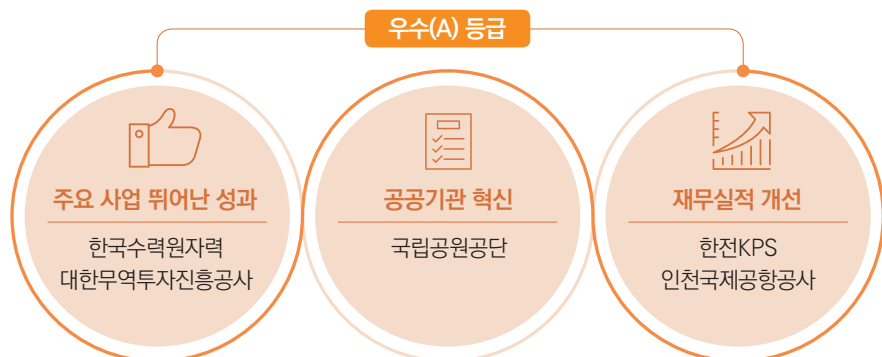 우수(A) 등급
주요 사업 뛰어난 성과
한국수력원자력
대한무역투자진흥공사
공공기관 혁신
국립공원공단
재무실적 개선
한전KPS
인천국제공항공사